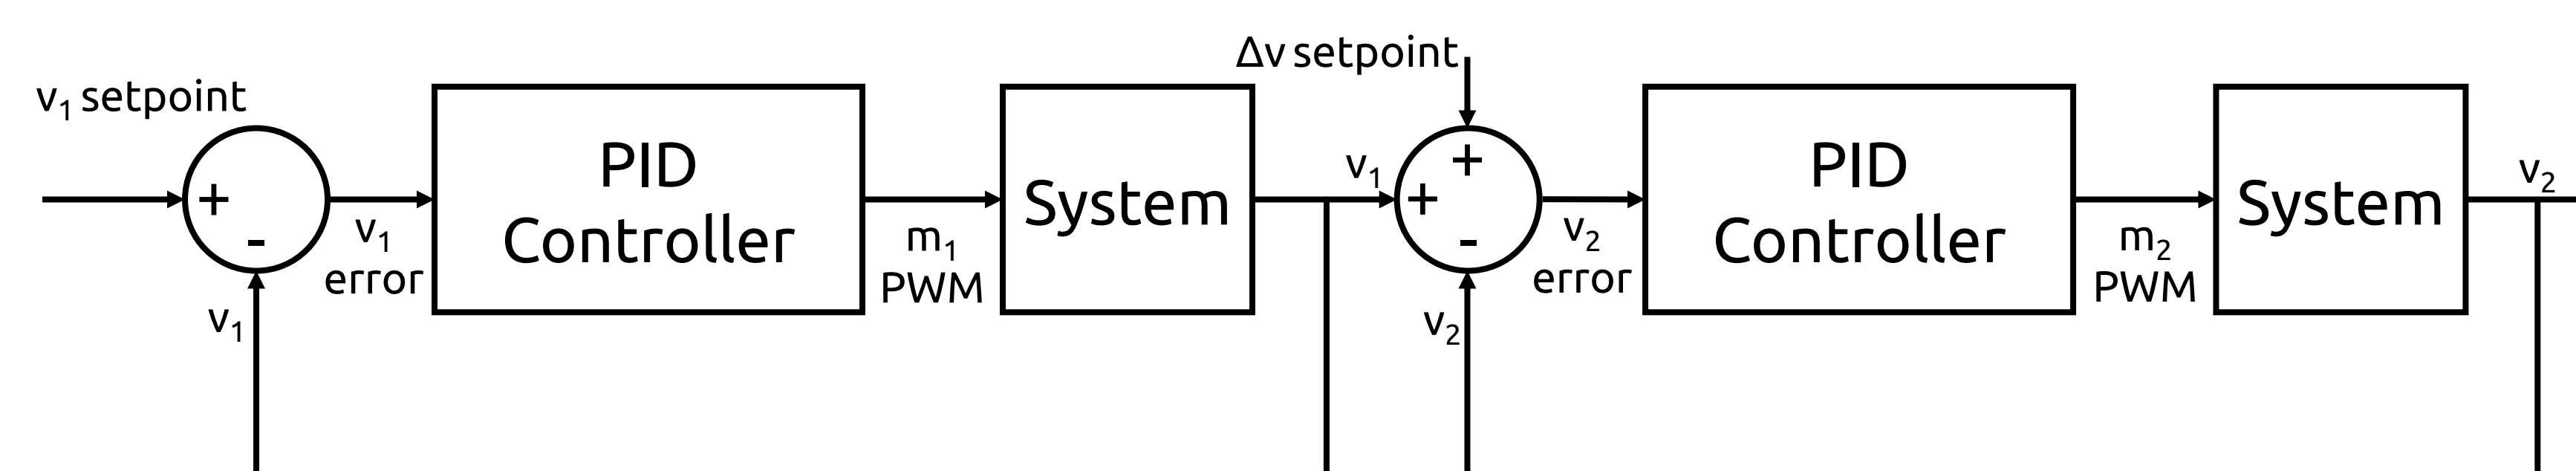 v₁ setpoint
+
-
v₁
v₁
error
PID
Controller
m₁
PWM
System
Δv setpoint
v₁
+
+
-
v₂
v₂
error
PID
Controller
m₂
PWM
System
v₂